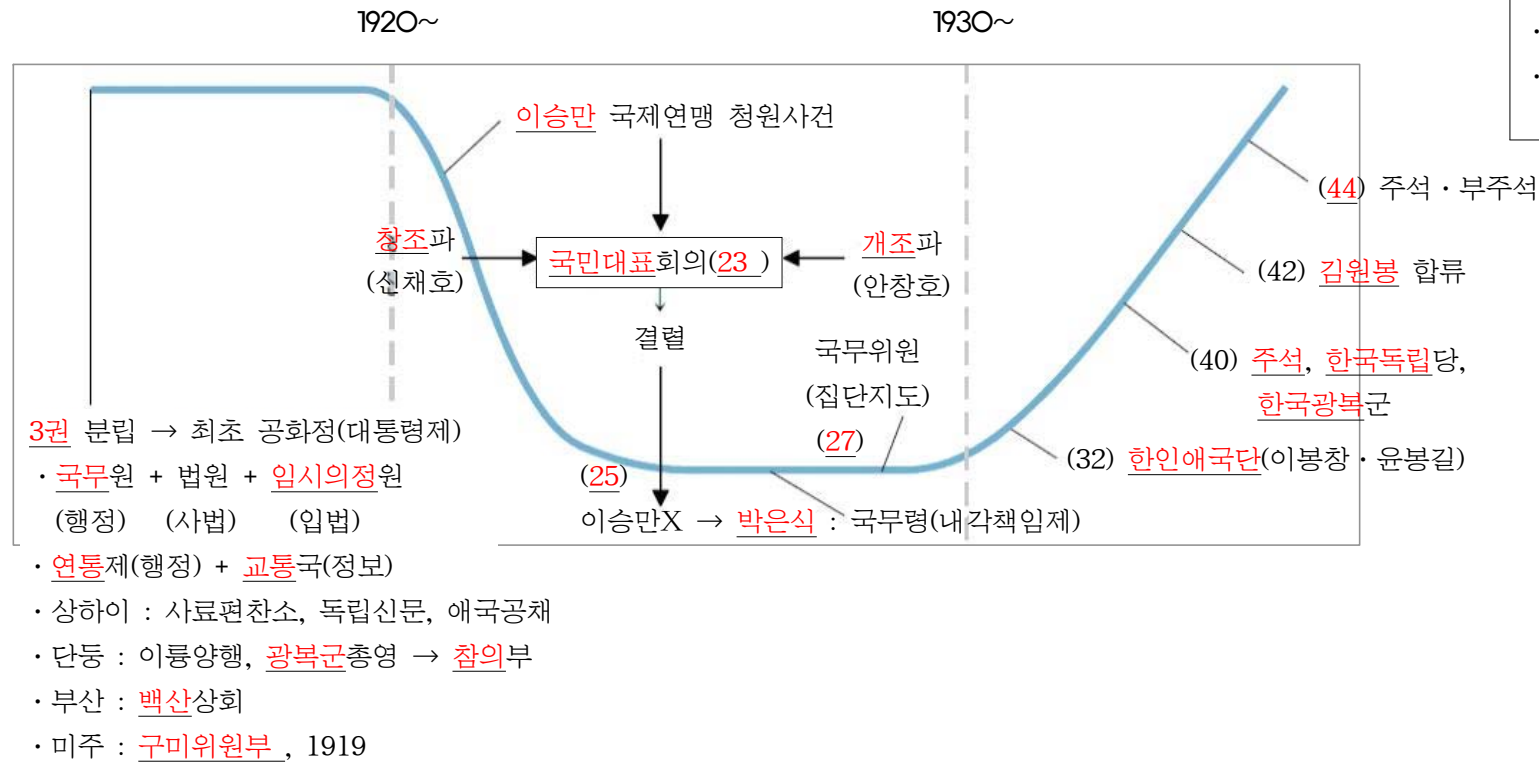 1920~
1930~
이승만 국제연맹 청원사건
창조파
(신채호)
국민대표회의(23 )
개조파
(안창호)
결렬
국무위원
(집단지도)
(27)
(25)
이승만X → 박은식 : 국무령(내각책임제)
(44) 주석·부주석
(42) 김원봉 합류
(40) 주석, 한국독립당,
한국광복군
(32) 한인애국단(이봉창·윤봉길)
3권 분립 → 최초 공화정(대통령제)
·국무원 + 법원 + 임시의정원
(행정) (사법) (입법)
·연통제(행정) + 교통국(정보)
·상하이 : 사료편찬소, 독립신문, 애국공채
·단둥 : 이륭양행, 광복군총영 → 참의부
·부산 : 백산상회
·미주 : 구미위원부 , 1919